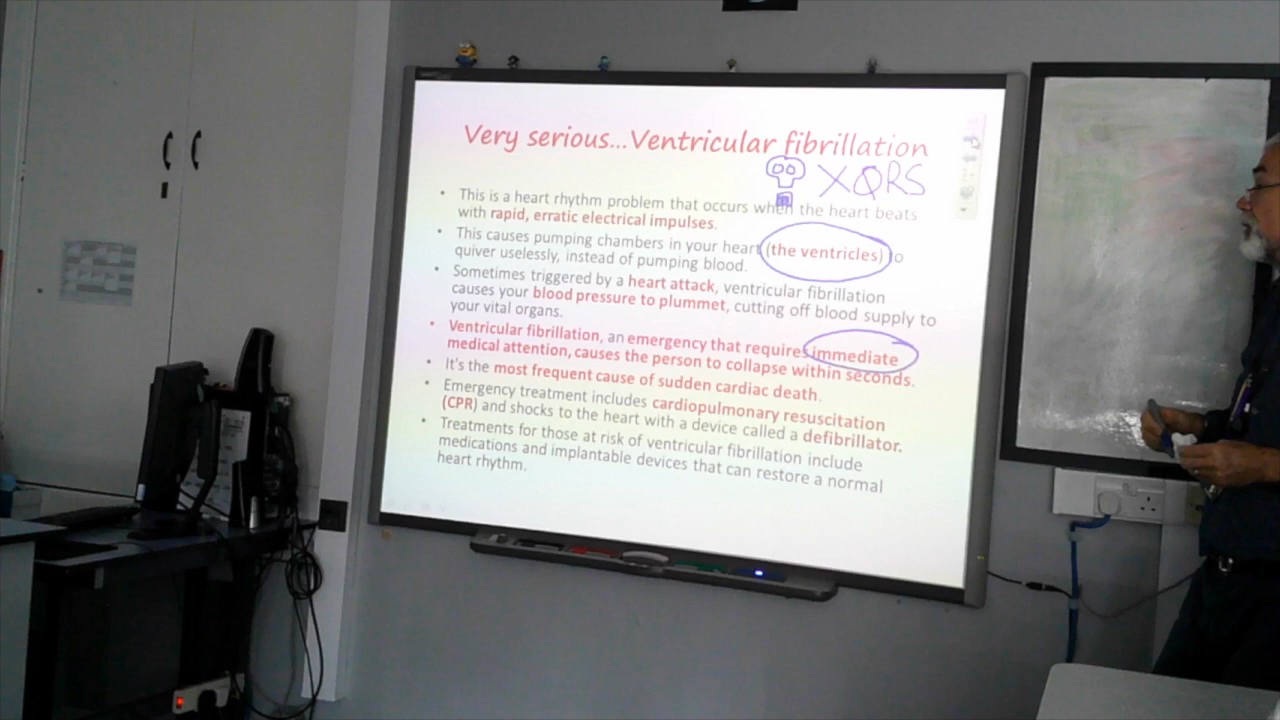 Very serious...Ventricular fibrillation
XQRS
• This is a heart rhythm problem that occurs when the heart beats
with rapid, erratic electrical impulses.
• This causes pumping chambers in your heart (the ventricles) to
quiver uselessly, instead of pumping blood.
• Sometimes triggered by a heart attack, ventricular fibrillation
causes your blood pressure to plummet, cutting off blood supply to
your vital organs.
• Ventricular fibrillation, an emergency that requires immediate
medical attention, causes the person to collapse within seconds.
• It's the most frequent cause of sudden cardiac death.
• Emergency treatment includes cardiopulmonary resuscitation
(CPR) and shocks to the heart with a device called a defibrillator.
• Treatments for those at risk of ventricular fibrillation include
medications and implantable devices that can restore a normal
heart rhythm.